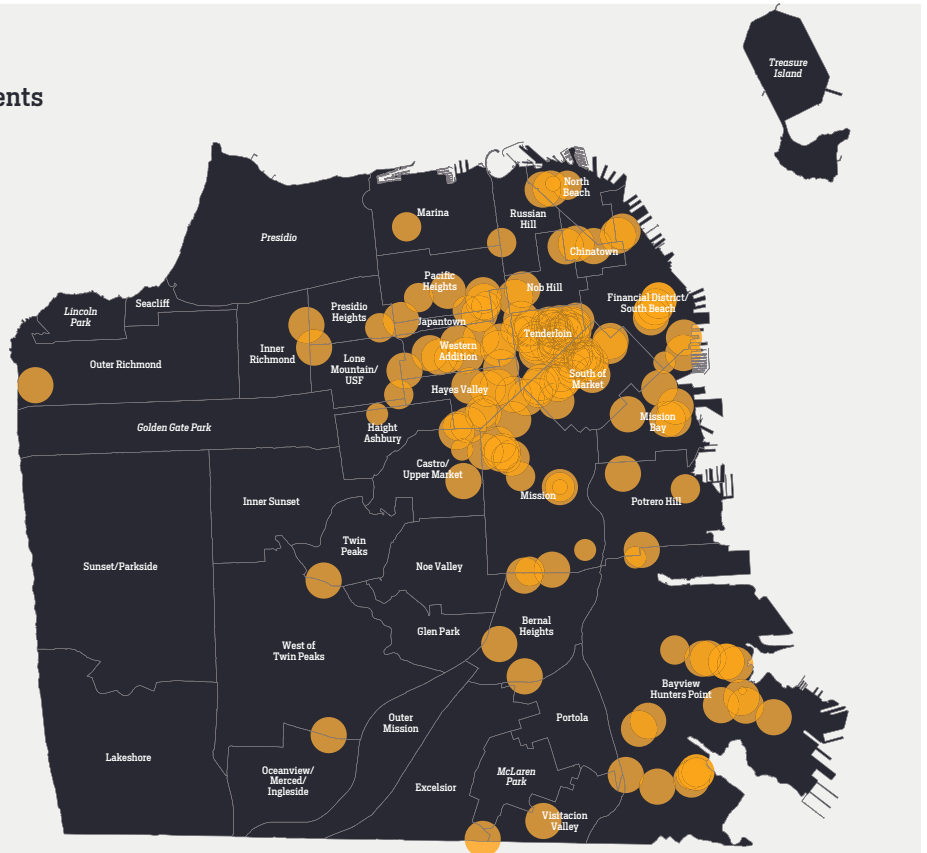 ents
Treasure
Island
North
Beach
Marina
Russian
Hill
Presidio
Chinatown
Pacific
Heights
Nob Hill
Seacliff
Lincoln
Park
Presidio
Heights
Financial District/
South Beach
Japantown
Tenderloin
Inner
Richmond
Western
Addition
Outer Richmond
Lone
Mountain/
USF
South of
Market
Hayes Valley
Golden Gate Park
Haight
Ashbury
Mission
Bay
Castro/
Upper Market
Mission
Inner Sunset
Potrero Hill
Twin
Peaks
Sunset/Parkside
Noe Valley
Glen Park
Bernal
Heights
West of
Twin Peaks
Bayview
Hunters Point
Outer
Mission
Portola
Lakeshore
Oceanview/
Merced/
Ingleside
McLaren
Park
Excelsior
Visitacion
Valley